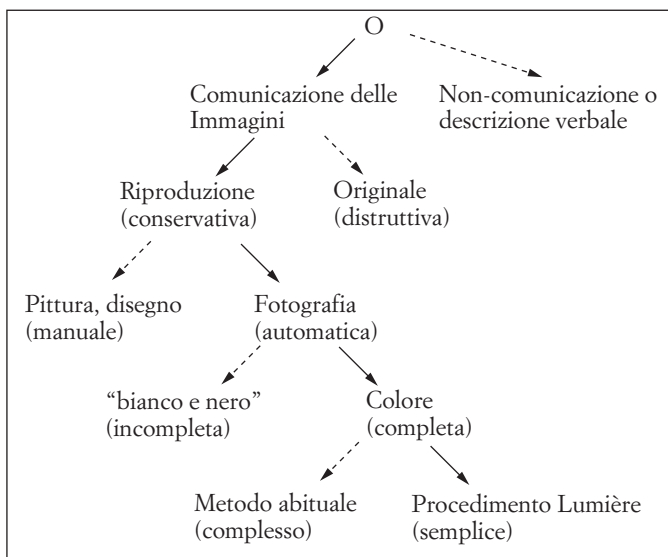 O
Comunicazione delle
Immagini
Non-comunicazione o
descrizione verbale
Riproduzione
(conservativa)
Originale
(distruttiva)
Pittura, disegno
(manuale)
Fotografia
(automatica)
“bianco e nero”
(incompleta)
Colore
(completa)
Metodo abituale
(complesso)
Procedimento Lumière
(semplice)